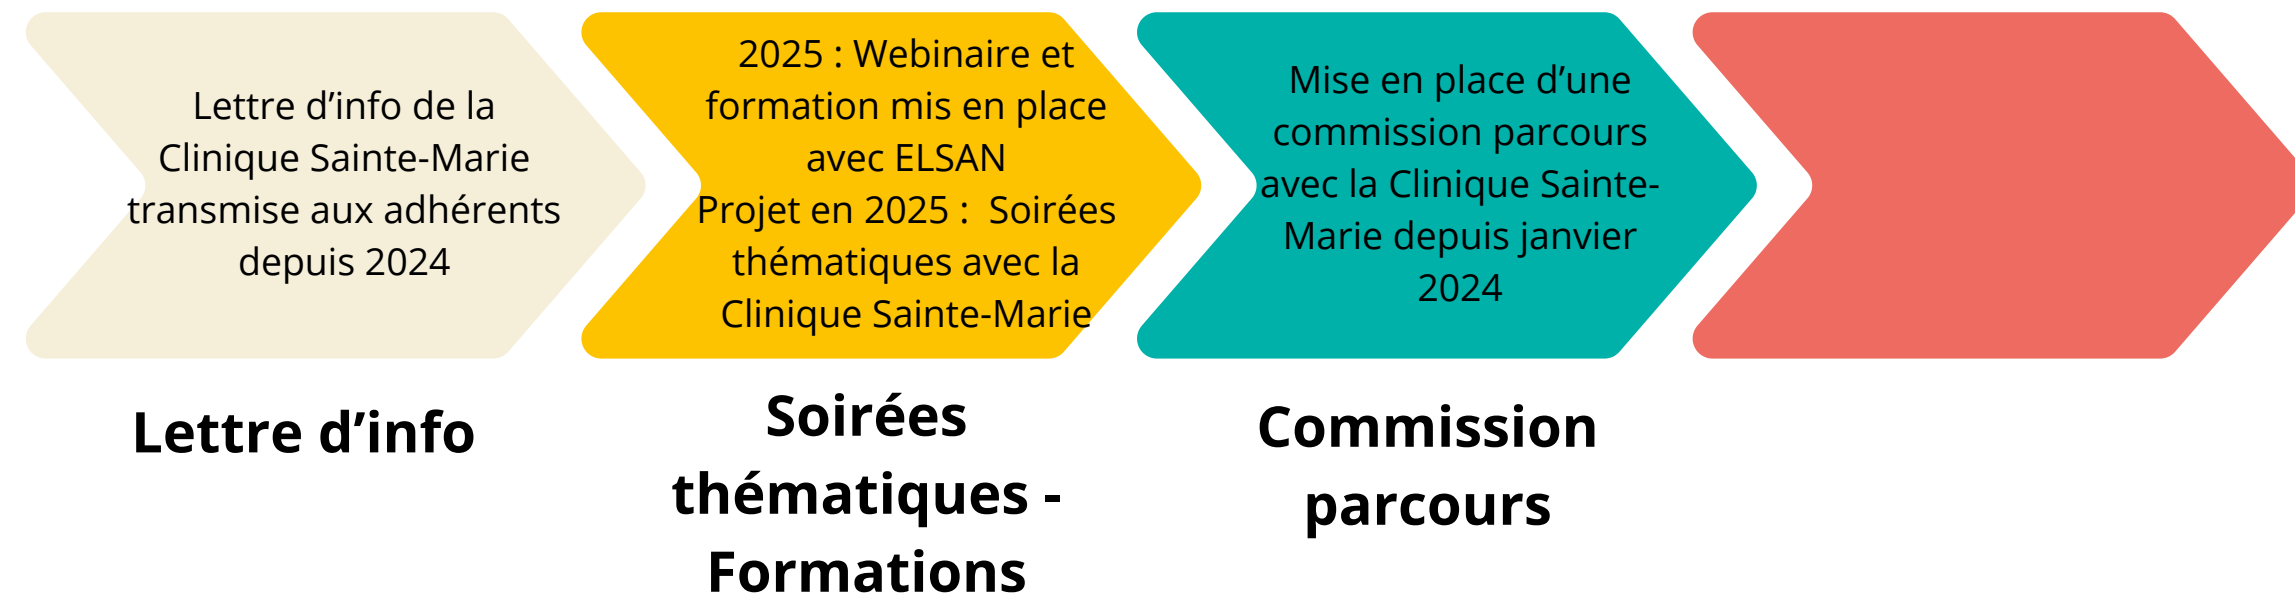 Lettre d’info de la
Clinique Sainte-Marie
transmise aux adhérents
depuis 2024
Lettre d’info
2025 : Webinaire et
formation mis en place
avec ELSAN
Projet en 2025 :  Soirées
thématiques avec la
Clinique Sainte-Marie
Soirées
thématiques -
Formations
Mise en place d’une
commission parcours
avec la Clinique Sainte-
Marie depuis janvier
2024
Commission
parcours